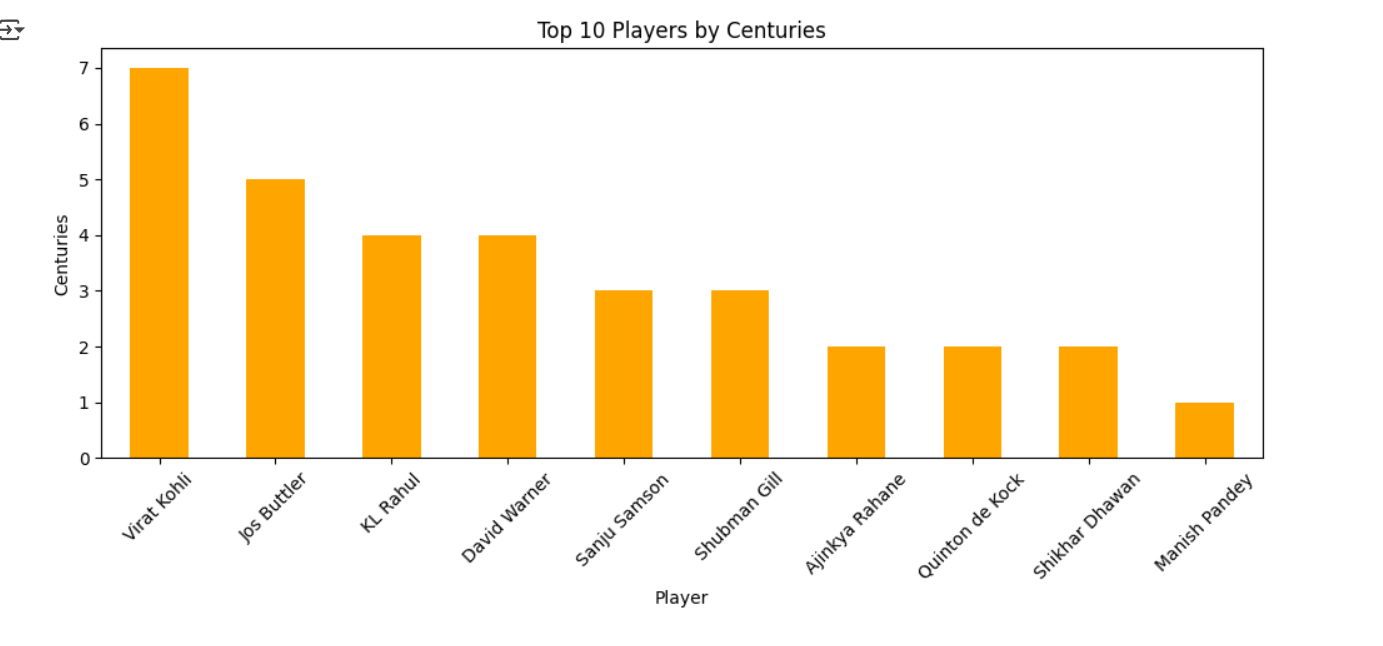 Top 10 Players by Centuries
7
6
5
4
3
2
1
0
Centuries
Virat Kohli
Jos Buttler
KL Rahul
David Warner
Sanju Samson
Shubman Gill
Ajinkya Rahane
Quinton de Kock
Shikhar Dhawan
Manish Pandey
Player